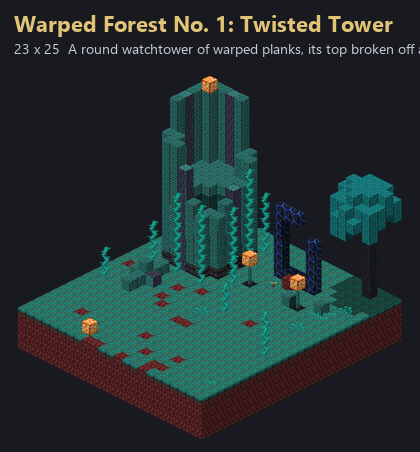 Warped Forest No. 1: Twisted Tower
23 x 25  A round watchtower of warped planks, its top broken off